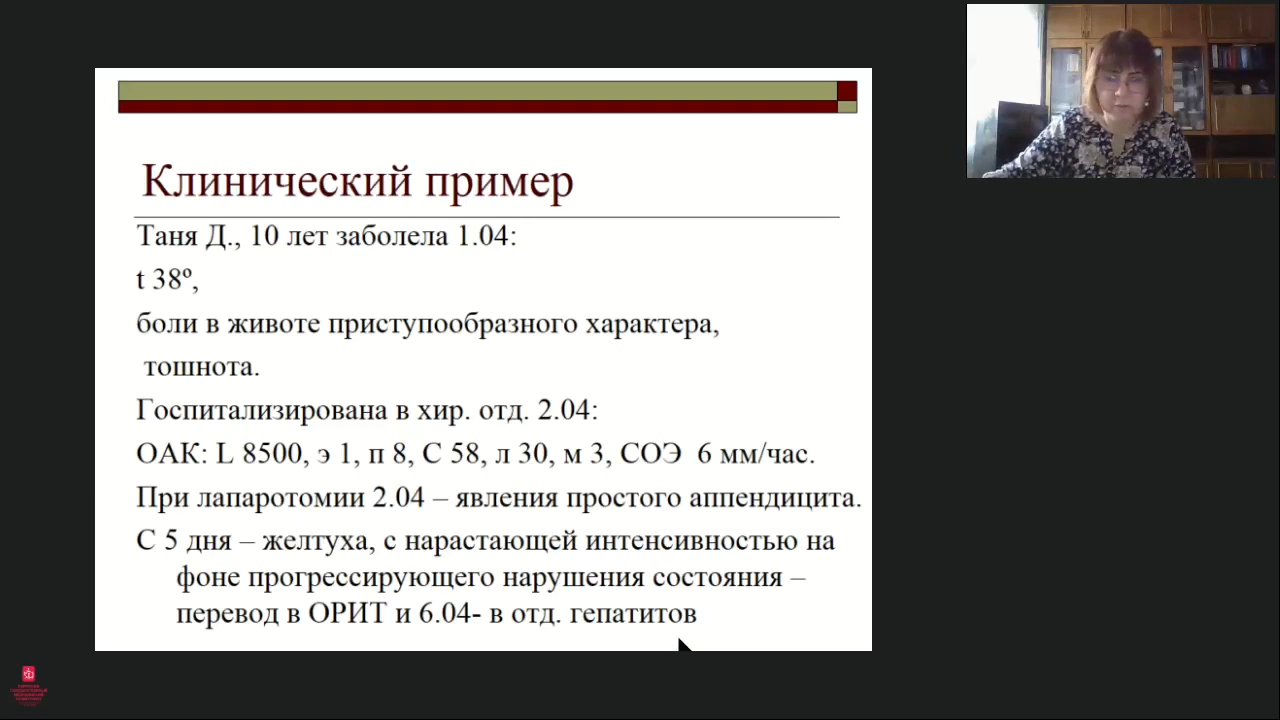 Клинический пример
Таня Д., 10 лет заболела 1.04:
t 38º,
боли в животе приступообразного характера,
тошнота.
Госпитализирована в хир. отд. 2.04:
ОАК: L 8500, э 1, п 8, С 58, л 30, м 3, СОЭ 6 мм/час.
При лапаротомии 2.04 – явления простого аппендицита.
С 5 дня – желтуха, с нарастающей интенсивностью на
фоне прогрессирующего нарушения состояния –
перевод в ОРИТ и 6.04- в отд. гепатитов